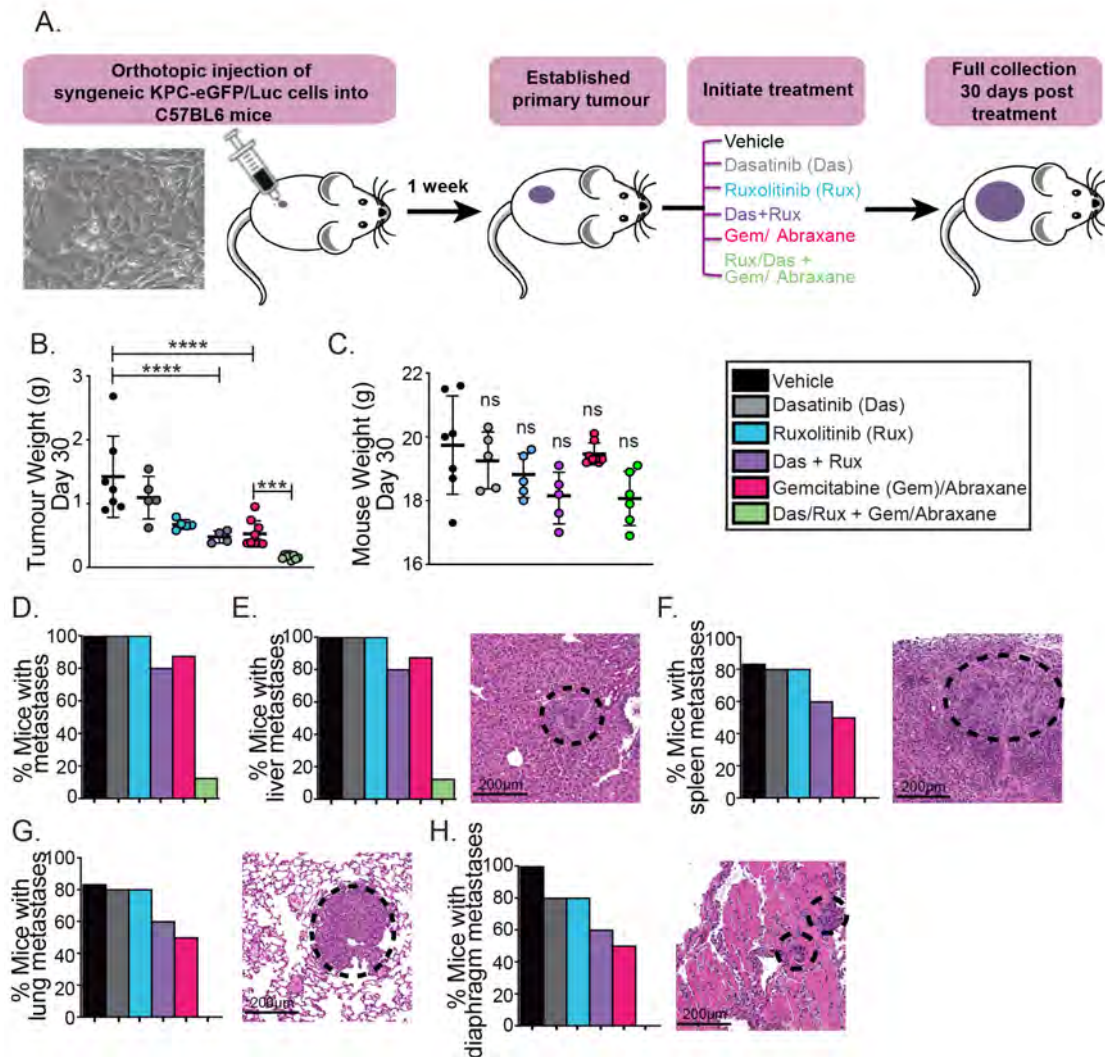 A.
Orthotopic injection of
syngeneic KPC-eGFP/Luc cells into
C57BL6 mice
Established
primary tumour
Initiate treatment
Full collection
30 days post
treatment
1 week
Vehicle
Dasatinib (Das)
Ruxolitinib (Rux)
Das+Rux
Gem/ Abraxane
Rux/Das +
Gem/ Abraxane
B.
Tumour Weight (g)
Day 30
3
2
1
0
****
****
***
C.
Mouse Weight (g)
Day 30
22
20
18
16
ns
ns
ns
ns
ns
Vehicle
Dasatinib (Das)
Ruxolitinib (Rux)
Das + Rux
Gemcitabine (Gem)/Abraxane
Das/Rux + Gem/Abraxane
D.
% Mice with
metastases
100
80
60
40
20
0
E.
% Mice with
liver metastases
100
80
60
40
20
0
200µm
F.
% Mice with
spleen metastases
100
80
60
40
20
0
200µm
G.
% Mice with
lung metastases
100
80
60
40
20
0
200µm
H.
% Mice with
diaphragm metastases
100
80
60
40
20
0
200µm